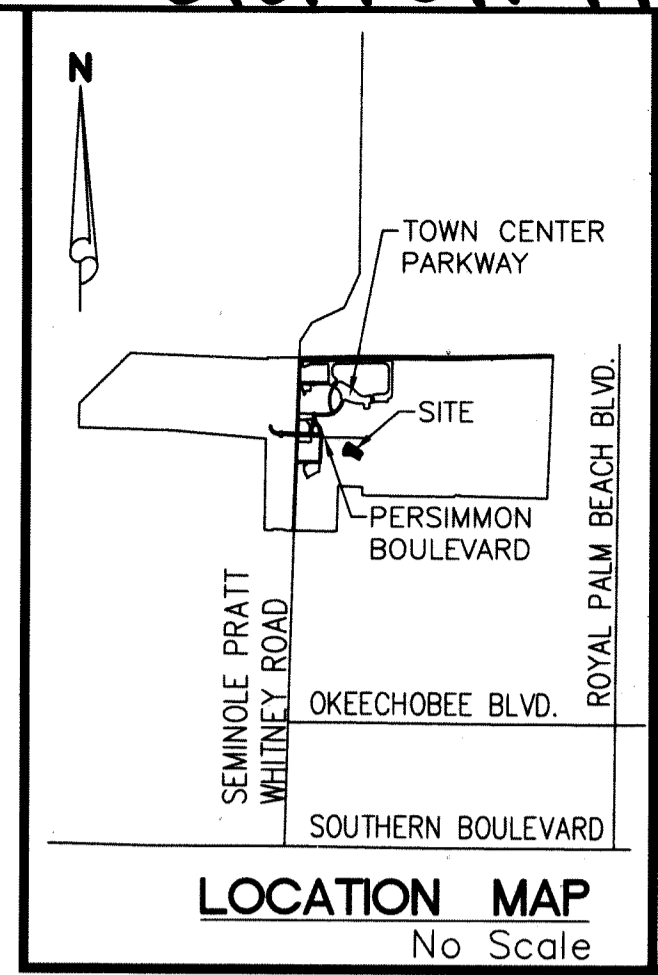 N
TOWN CENTER
PARKWAY
SITE
PERSIMMON
BOULEVARD
ROYAL PALM BEACH BLVD.
SEMINOLE PRATT
WHITNEY ROAD
OKEECHOBEE BLVD.
SOUTHERN BOULEVARD
LOCATION MAP
No Scale